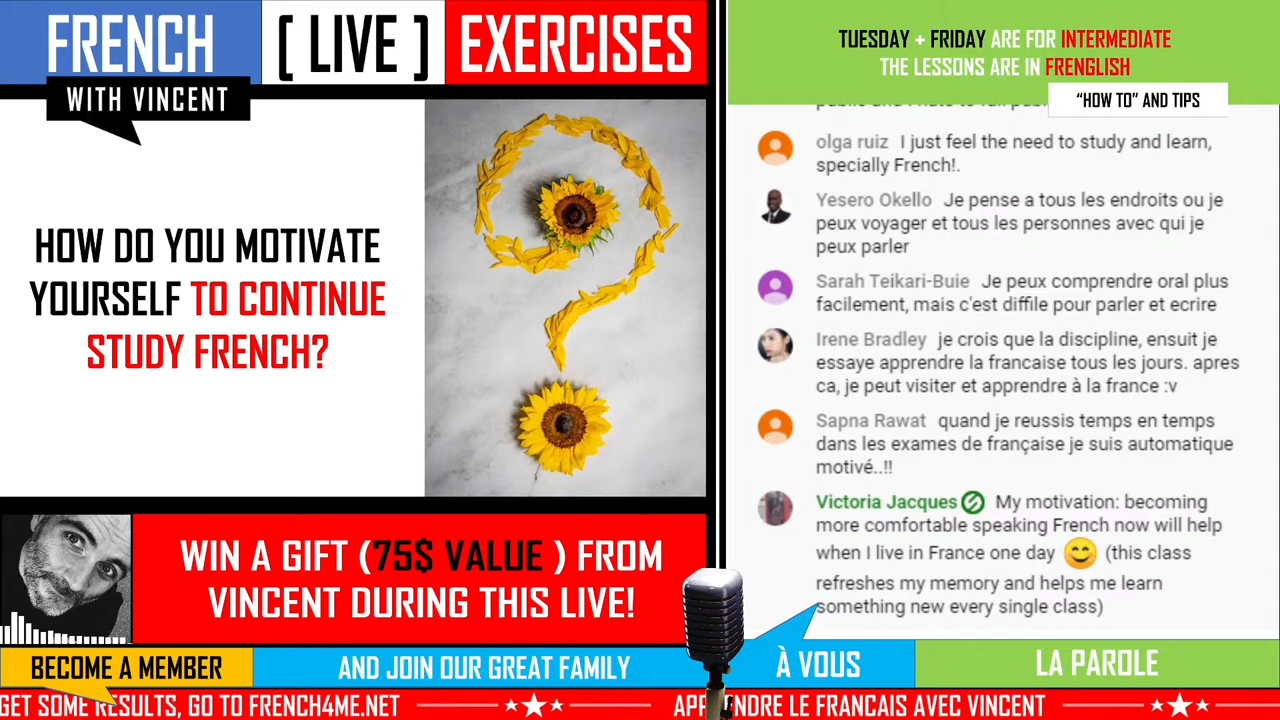 FRENCH
[ LIVE ]
EXERCISES
WITH VINCENT
HOW DO YOU MOTIVATE
YOURSELF TO CONTINUE
STUDY FRENCH?
WIN A GIFT (75$ VALUE ) FROM
VINCENT DURING THIS LIVE!
BECOME A MEMBER
AND JOIN OUR GREAT FAMILY
TUESDAY + FRIDAY ARE FOR INTERMEDIATE
THE LESSONS ARE IN FRENGLISH
"HOW TO" AND TIPS
olga ruiz I just feel the need to study and learn,
specially French!.
Yesero Okello Je pense a tous les endroits ou je
peux voyager et tous les personnes avec qui je
peux parler
Sarah Teikari-Buie Je peux comprendre oral plus
facilement, mais c'est diffile pour parler et ecrire
Irene Bradley je crois que la discipline, ensuit je
essaye apprendre la francaise tous les jours. apres
ca, je peut visiter et apprendre à la france :v
Sapna Rawat quand je reussis temps en temps
dans les exames de française je suis automatique
motivé..!!
Victoria Jacques My motivation: becoming
more comfortable speaking French now will help
when I live in France one day 😊 (this class
refreshes my memory and helps me learn
something new every single class)
À VOUS
LA PAROLE
GET SOME RESULTS, GO TO FRENCH4ME.NET
APPRENDRE LE FRANCAIS AVEC VINCENT